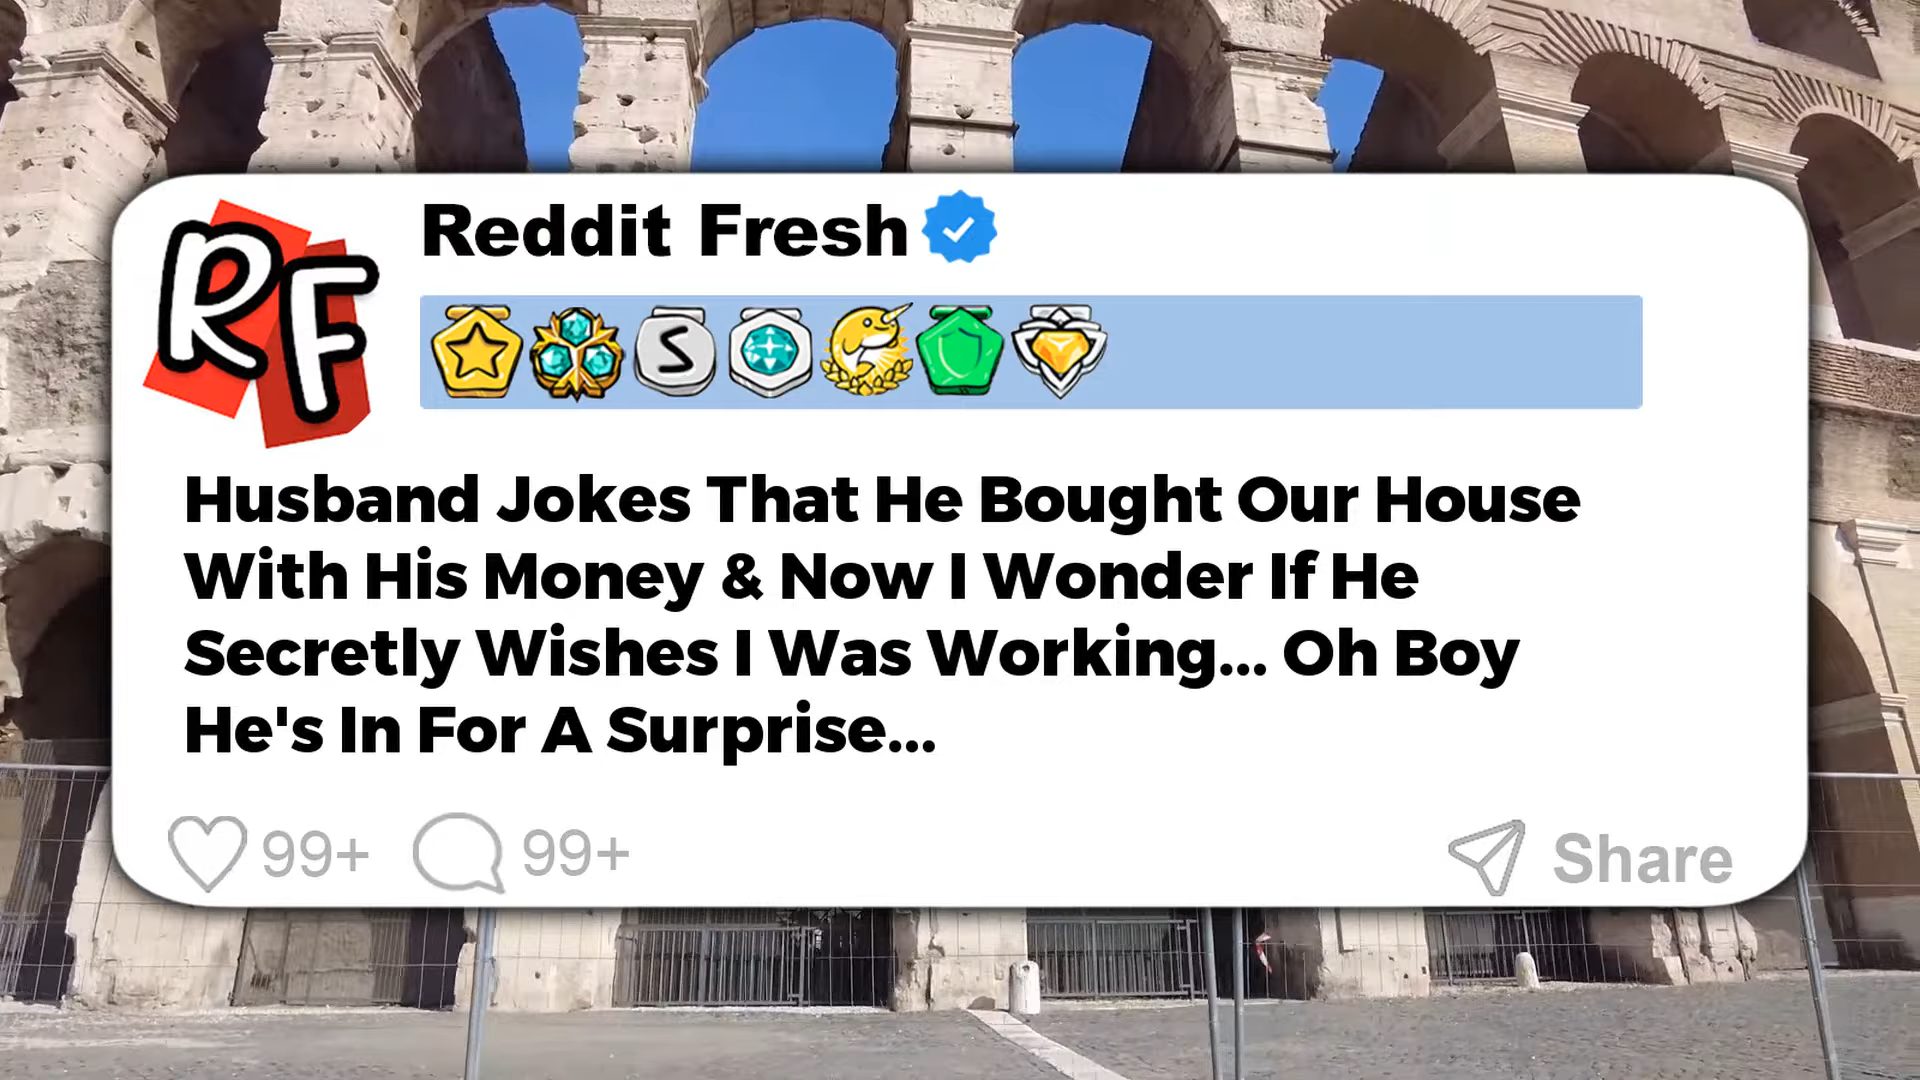 RF
Reddit Fresh
S
Husband Jokes That He Bought Our House
With His Money & Now I Wonder If He
Secretly Wishes I Was Working... Oh Boy
He's In For A Surprise...
99+ 99+ Share